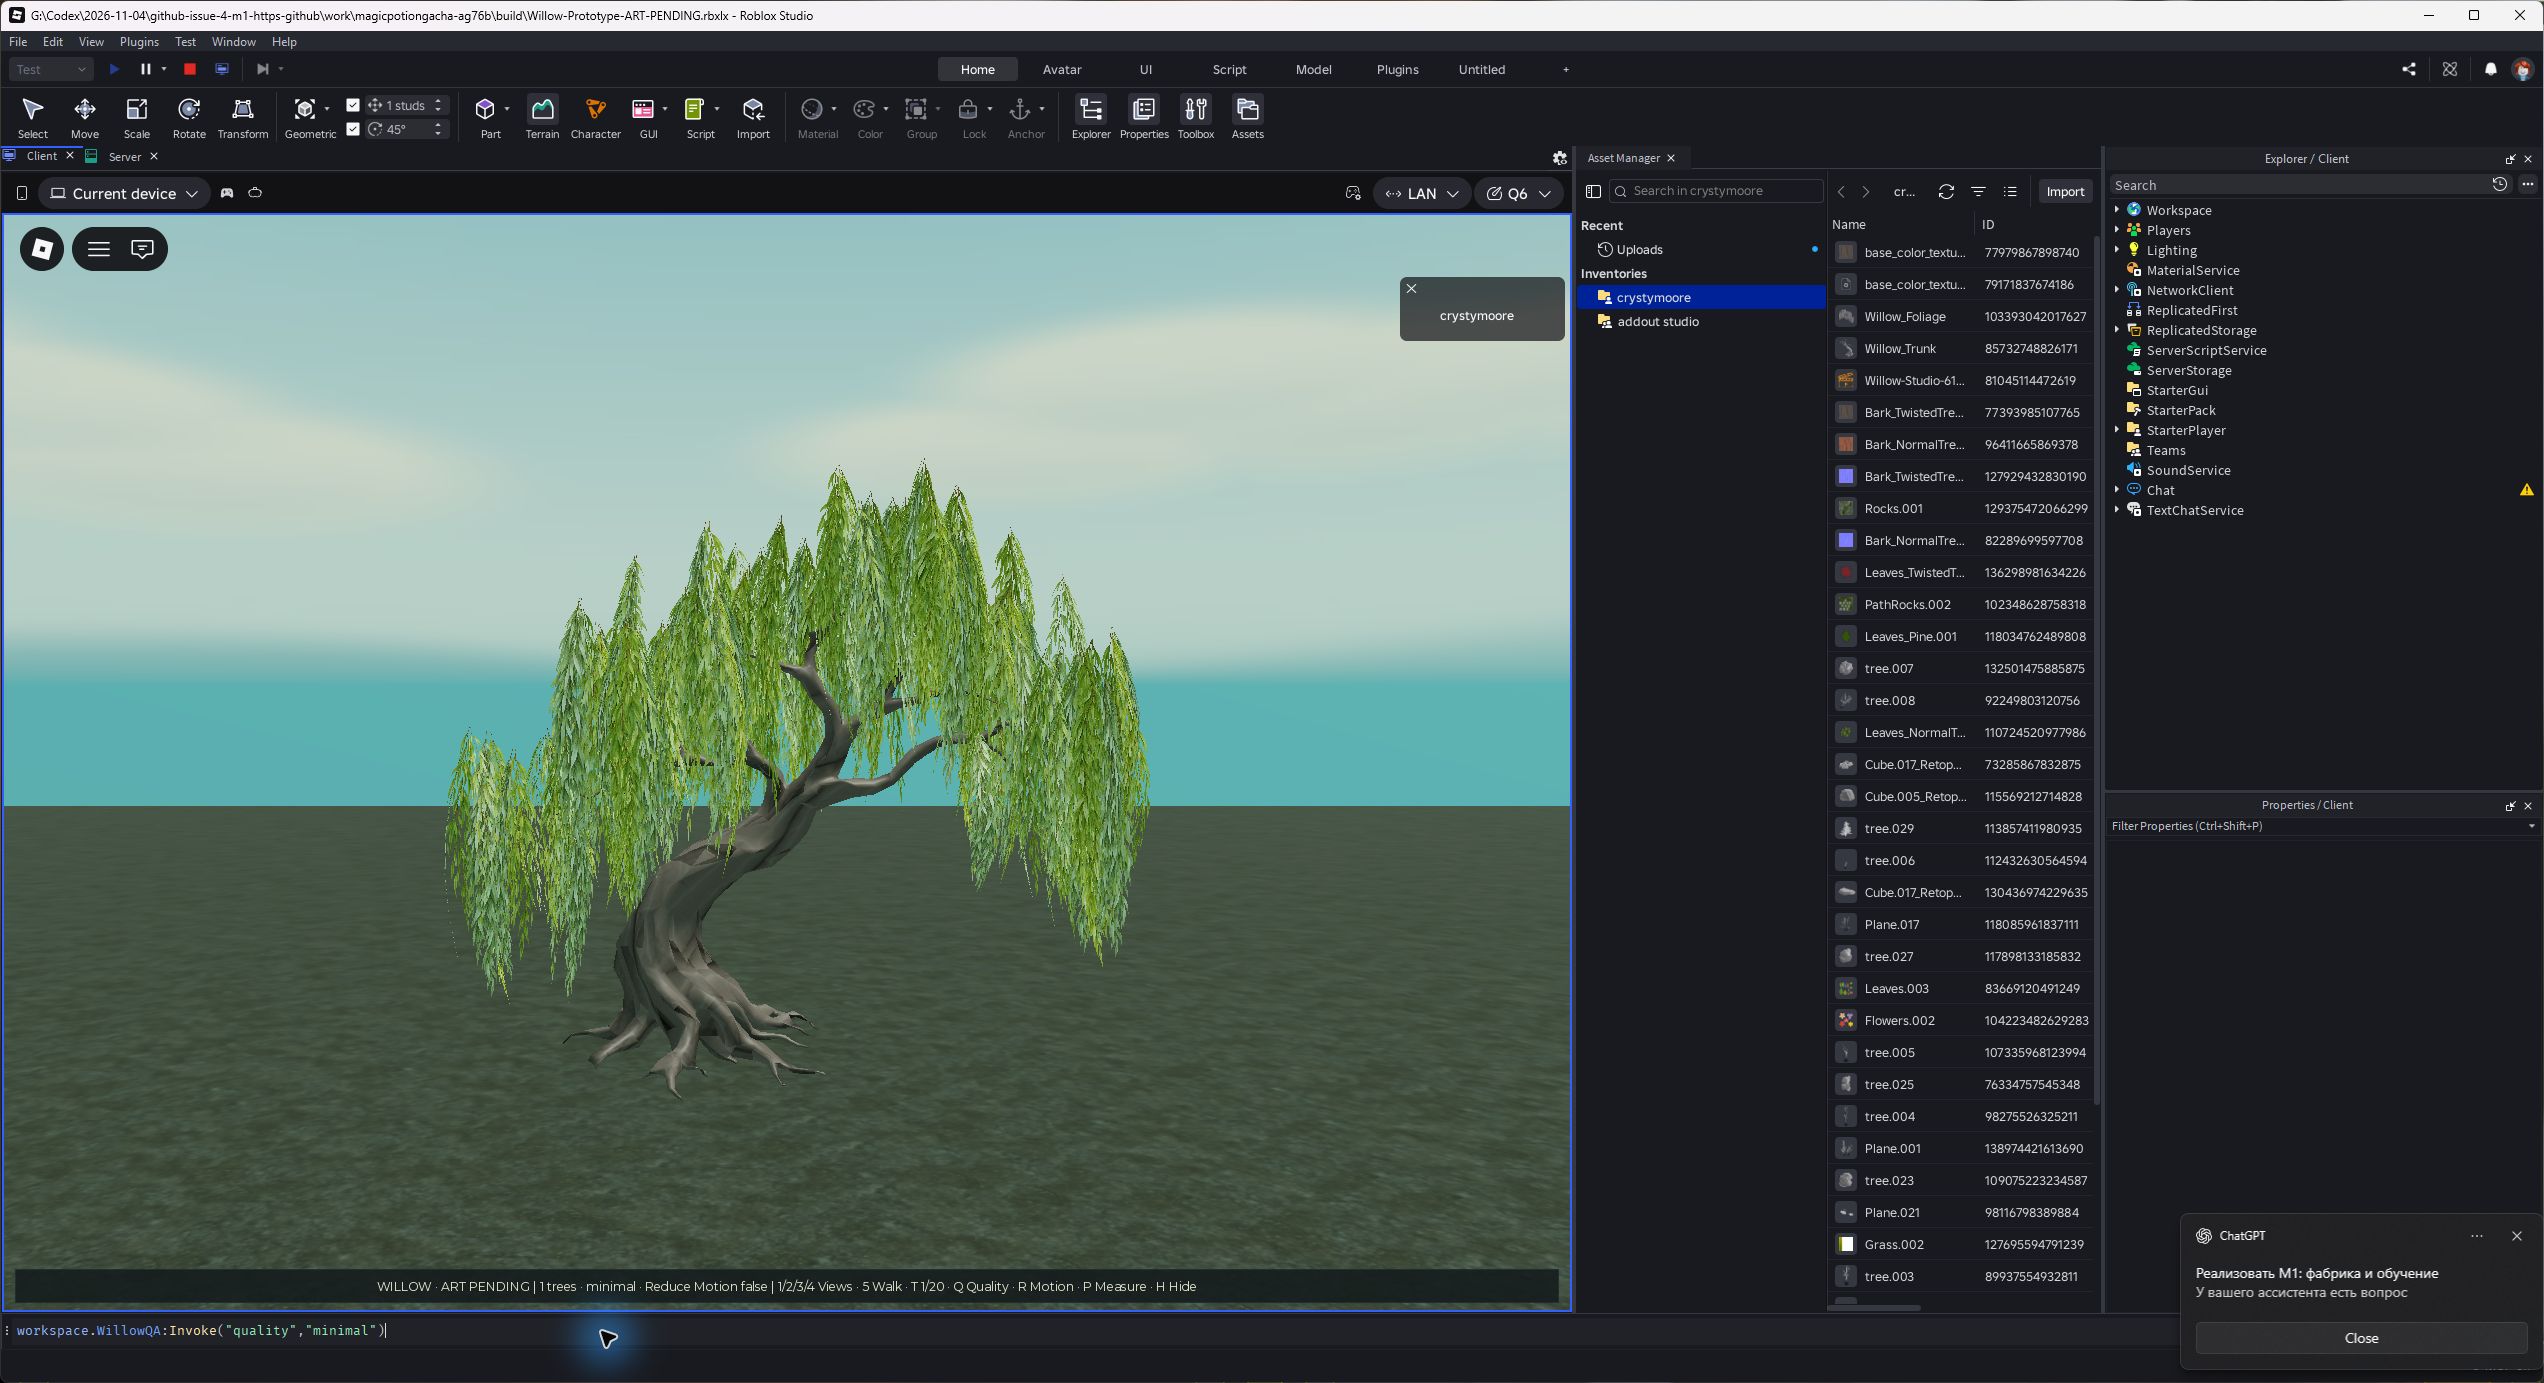 G:\Codex\2026-11-04\github-issue-4-m1-https-github\work\magicpotiongacha-ag76b\build\Willow-Prototype-ART-PENDING.rbxlx - Roblox Studio
File Edit View Plugins Test Window Help
Test
Home Avatar UI Script Model Plugins Untitled +
1 studs
45°
Select Move Scale Rotate Transform Geometric Part Terrain Character GUI Script Import Material Color Group Lock Anchor Explorer Properties Toolbox Assets
Client
Server
Current device
LAN
Q6
crystymoore
WILLOW · ART PENDING | 1 trees · minimal · Reduce Motion false | 1/2/3/4 Views · 5 Walk · T 1/20 · Q Quality · R Motion · P Measure · H Hide
workspace.WillowQA:Invoke("quality","minimal")
Asset Manager
Search in crystymoore
cr...
Import
Recent
Uploads
Inventories
crystymoore
addout studio
Name ID
base_color_textu... 77979867898740
base_color_textu... 79171837674186
Willow_Foliage 103393042017627
Willow_Trunk 85732748826171
Willow-Studio-61... 81045114472619
Bark_TwistedTre... 77393985107765
Bark_NormalTre... 96411665869378
Bark_TwistedTre... 127929432830190
Rocks.001 129375472066299
Bark_NormalTre... 82289699597708
Leaves_TwistedT... 136298981634226
PathRocks.002 102348628758318
Leaves_Pine.001 118034762489808
tree.007 132501475885875
tree.008 92249803120756
Leaves_NormalT... 110724520977986
Cube.017_Retop... 73285867832875
Cube.005_Retop... 115569212714828
tree.029 113857411980935
tree.006 112432630564594
Cube.017_Retop... 130436974229635
Plane.017 118085961837111
tree.027 117898133185832
Leaves.003 83669120491249
Flowers.002 104223482629283
tree.005 107335968123994
tree.025 76334757545348
tree.004 98275526325211
Plane.001 138974421613690
tree.023 109075223234587
Plane.021 98116798389884
Grass.002 127695594791239
tree.003 89937554932811
Explorer / Client
Search
Workspace
Players
Lighting
MaterialService
NetworkClient
ReplicatedFirst
ReplicatedStorage
ServerScriptService
ServerStorage
StarterGui
StarterPack
StarterPlayer
Teams
SoundService
Chat
TextChatService
Properties / Client
Filter Properties (Ctrl+Shift+P)
ChatGPT
Реализовать M1: фабрика и обучение
У вашего ассистента есть вопрос
Close